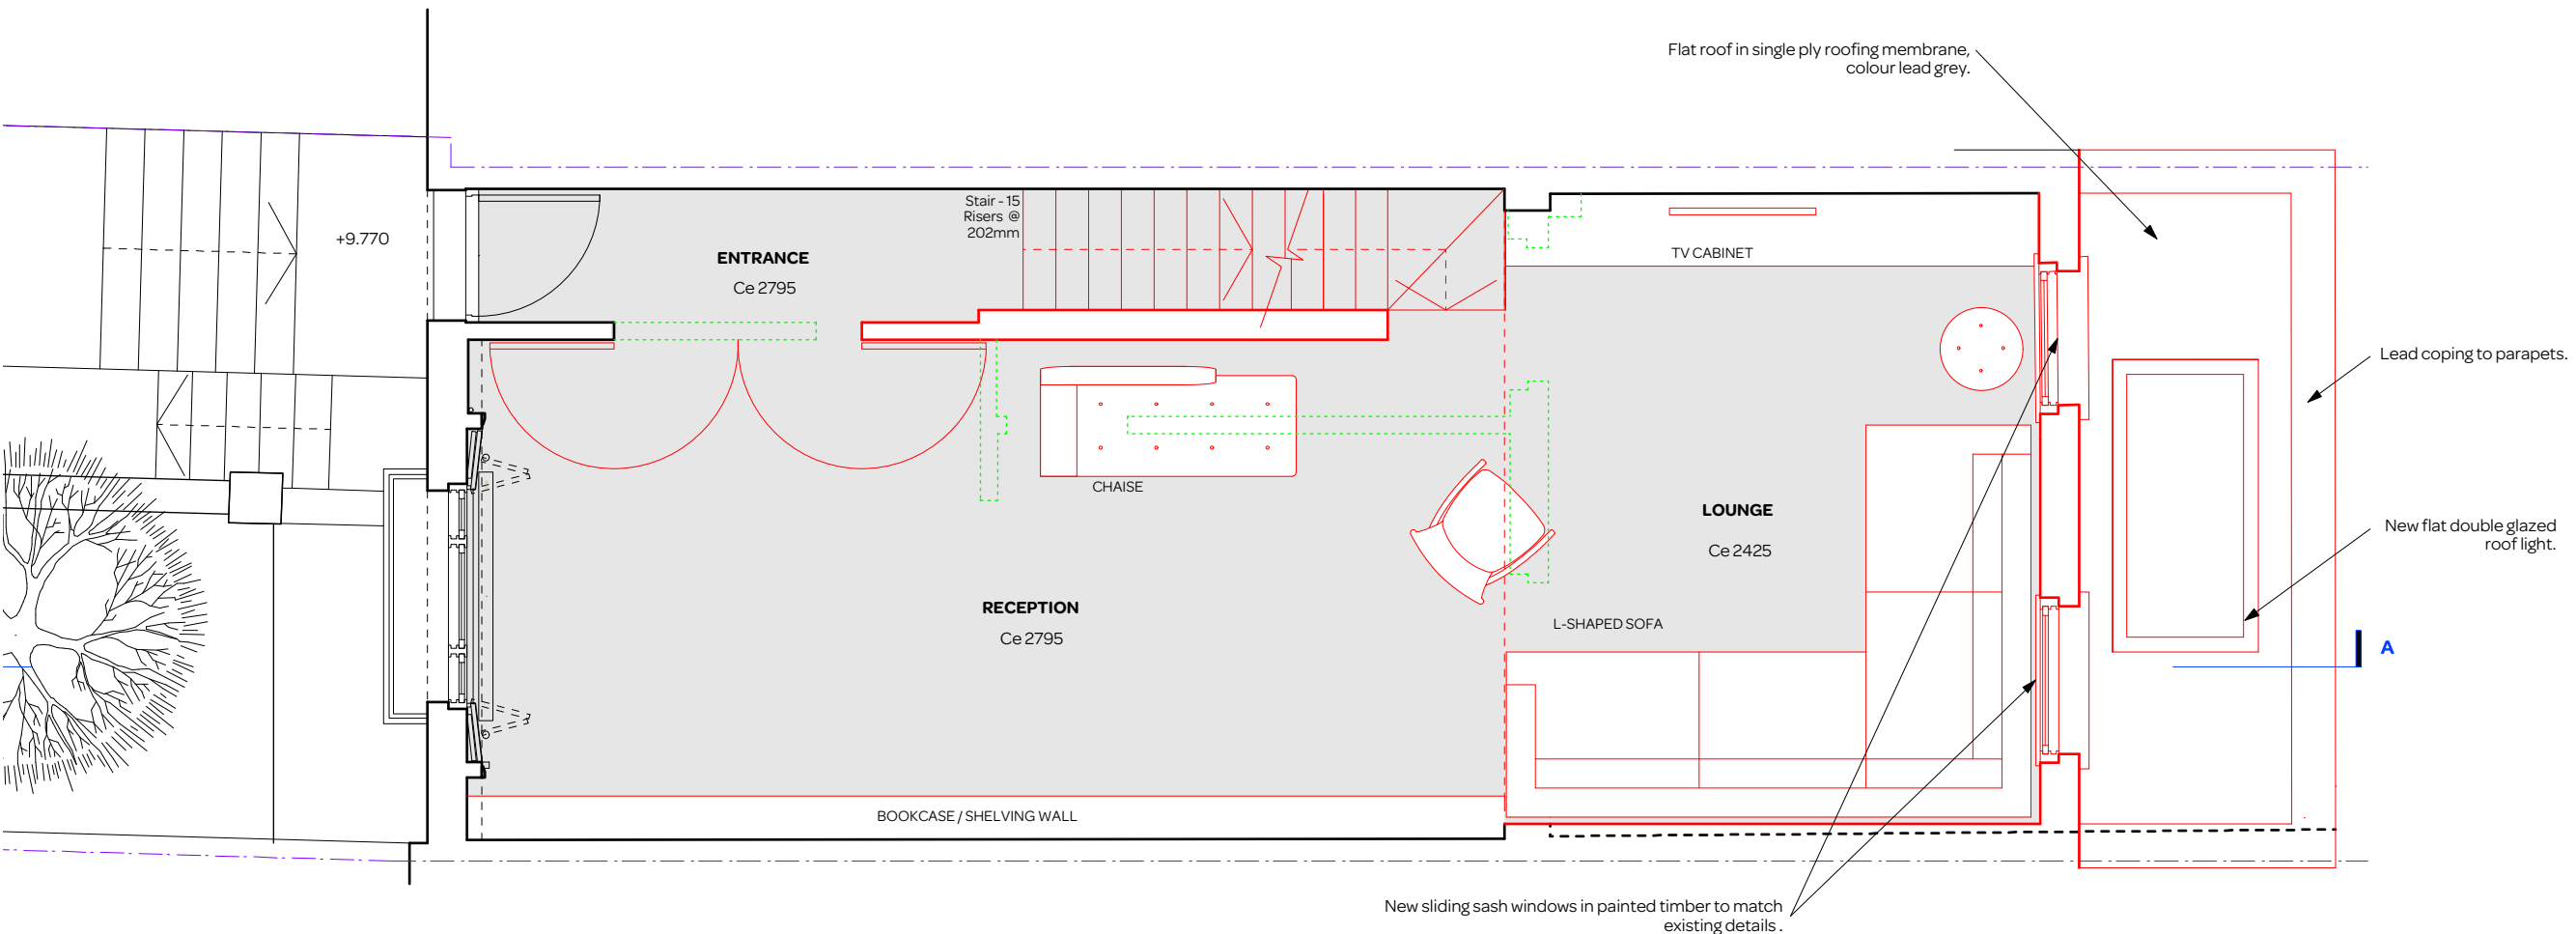 Flat roof in single ply roofing membrane,
colour lead grey.
Stair - 15
Risers @
202mm
+9.770
ENTRANCE
Ce 2795
TV CABINET
Lead coping to parapets.
CHAISE
LOUNGE
Ce 2425
New flat double glazed
roof light.
RECEPTION
Ce 2795
L-SHAPED SOFA
A
BOOKCASE / SHELVING WALL
New sliding sash windows in painted timber to match
existing details .